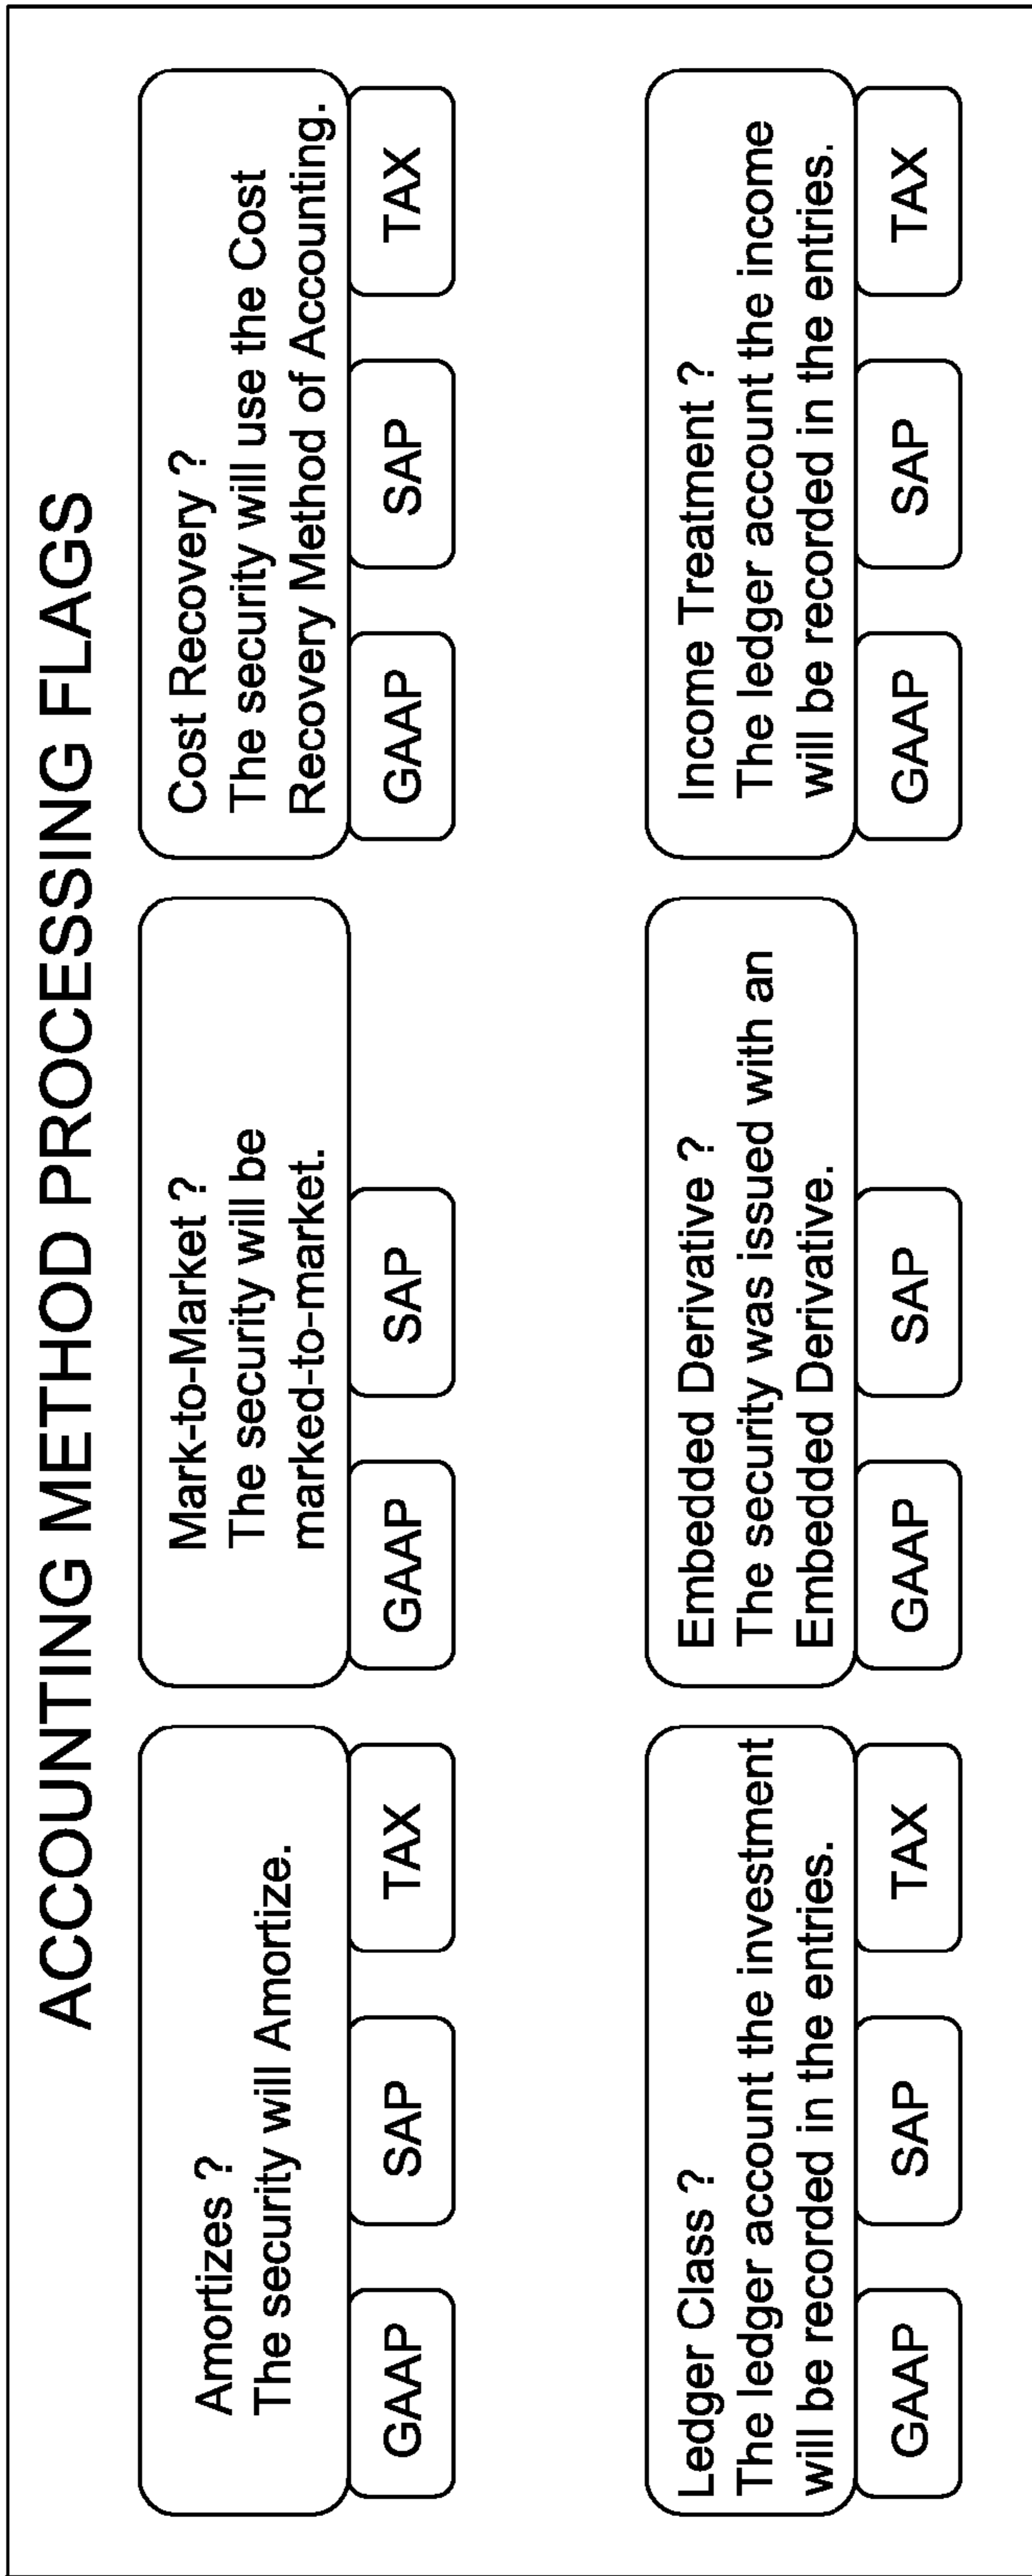 ACCOUNTING METHOD PROCESSING FLAGS
Amortizes ?
The security will Amortize.
GAAP
SAP
TAX
Mark-to-Market ?
The security will be
marked-to-market.
GAAP
SAP
Cost Recovery ?
The security will use the Cost
Recovery Method of Accounting.
GAAP
SAP
TAX
Ledger Class ?
The ledger account the investment
will be recorded in the entries.
GAAP
SAP
TAX
Embedded Derivative ?
The security was issued with an
Embedded Derivative.
GAAP
SAP
Income Treatment ?
The ledger account the income
will be recorded in the entries.
GAAP
SAP
TAX